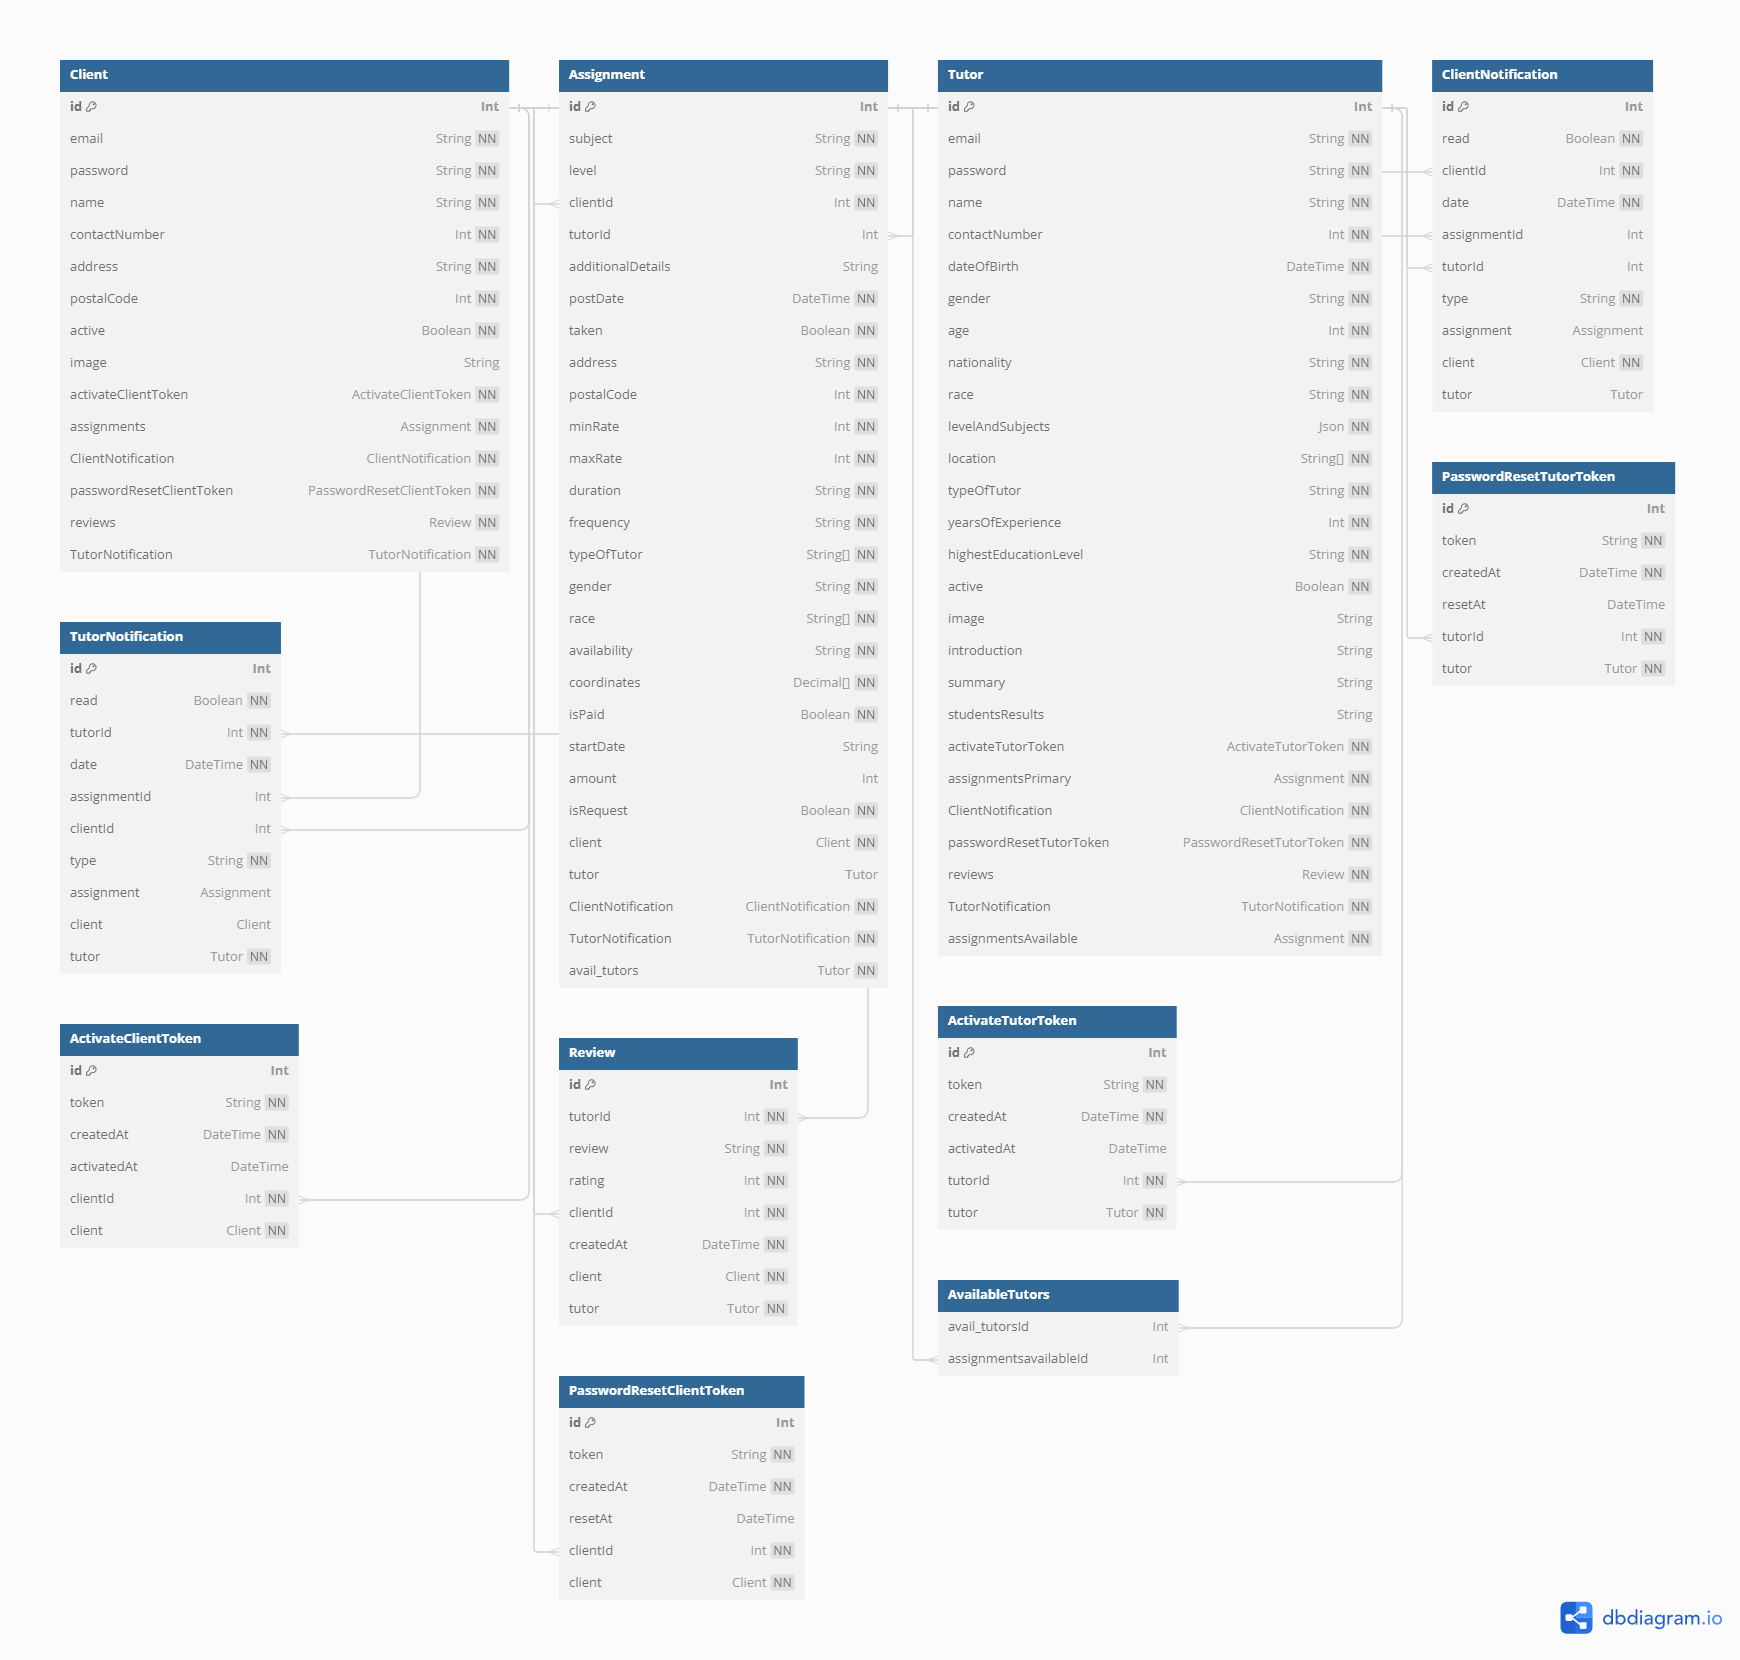 Client
id Int
email String NN
password String NN
name String NN
contactNumber Int NN
address String NN
postalCode Int NN
active Boolean NN
image String
activateClientToken ActivateClientToken NN
assignments Assignment NN
ClientNotification ClientNotification NN
passwordResetClientToken PasswordResetClientToken NN
reviews Review NN
TutorNotification TutorNotification NN
TutorNotification
id Int
read Boolean NN
tutorId Int NN
date DateTime NN
assignmentId Int
clientId Int
type String NN
assignment Assignment
client Client
tutor Tutor NN
ActivateClientToken
id Int
token String NN
createdAt DateTime NN
activatedAt DateTime
clientId Int NN
client Client NN
Assignment
id Int
subject String NN
level String NN
clientId Int NN
tutorId Int
additionalDetails String
postDate DateTime NN
taken Boolean NN
address String NN
postalCode Int NN
minRate Int NN
maxRate Int NN
duration String NN
frequency String NN
typeOfTutor String[] NN
gender String NN
race String[] NN
availability String NN
coordinates Decimal[] NN
isPaid Boolean NN
startDate String
amount Int
isRequest Boolean NN
client Client NN
tutor Tutor
ClientNotification ClientNotification NN
TutorNotification TutorNotification NN
avail_tutors Tutor NN
Review
id Int
tutorId Int NN
review String NN
rating Int NN
clientId Int NN
createdAt DateTime NN
client Client NN
tutor Tutor NN
PasswordResetClientToken
id Int
token String NN
createdAt DateTime NN
resetAt DateTime
clientId Int NN
client Client NN
Tutor
id Int
email String NN
password String NN
name String NN
contactNumber Int NN
dateOfBirth DateTime NN
gender String NN
age Int NN
nationality String NN
race String NN
levelAndSubjects Json NN
location String[] NN
typeOfTutor String NN
yearsOfExperience Int NN
highestEducationLevel String NN
active Boolean NN
image String
introduction String
summary String
studentsResults String
activateTutorToken ActivateTutorToken NN
assignmentsPrimary Assignment NN
ClientNotification ClientNotification NN
passwordResetTutorToken PasswordResetTutorToken NN
reviews Review NN
TutorNotification TutorNotification NN
assignmentsAvailable Assignment NN
ActivateTutorToken
id Int
token String NN
createdAt DateTime NN
activatedAt DateTime
tutorId Int NN
tutor Tutor NN
AvailableTutors
avail_tutorsId Int
assignmentsavailableId Int
ClientNotification
id Int
read Boolean NN
clientId Int NN
date DateTime NN
assignmentId Int
tutorId Int
type String NN
assignment Assignment
client Client NN
tutor Tutor
PasswordResetTutorToken
id Int
token String NN
createdAt DateTime NN
resetAt DateTime
tutorId Int NN
tutor Tutor NN
dbdiagram.io